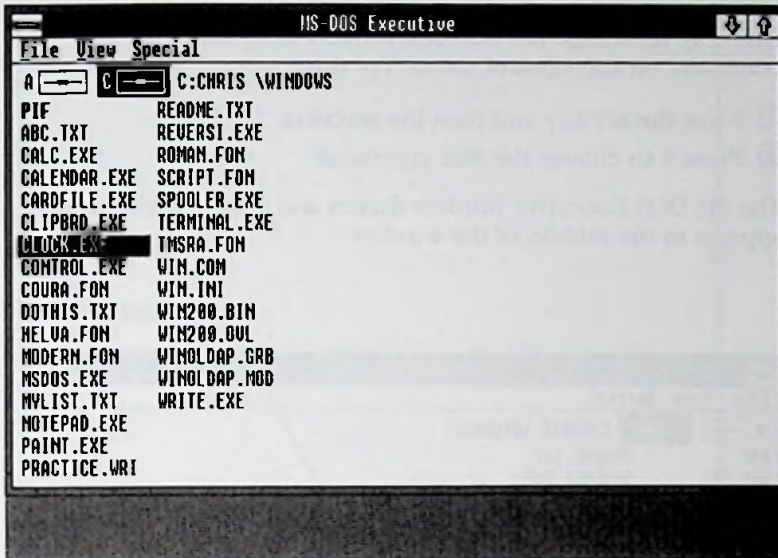 MS-DOS Executive
File View Special
A C C:CHRIS \WINDOWS
PIF README.TXT
ABC.TXT REVERSI.EXE
CALC.EXE ROMAN.FON
CALENDAR.EXE SCRIPT.FON
CARDFILE.EXE SPOOLER.EXE
CLIPBRD.EXE TERMINAL.EXE
CLOCK.EXE TMSRA.FON
CONTROL.EXE WIN.COM
COURA.FON WIN.INI
DOTHIS.TXT WIN200.BIN
HELVA.FON WIN200.OVL
MODERN.FON WINOLDAP.GRB
MSDOS.EXE WINOLDAP.MOD
MYLIST.TXT WRITE.EXE
NOTEPAD.EXE
PAINT.EXE
PRACTICE.WRI